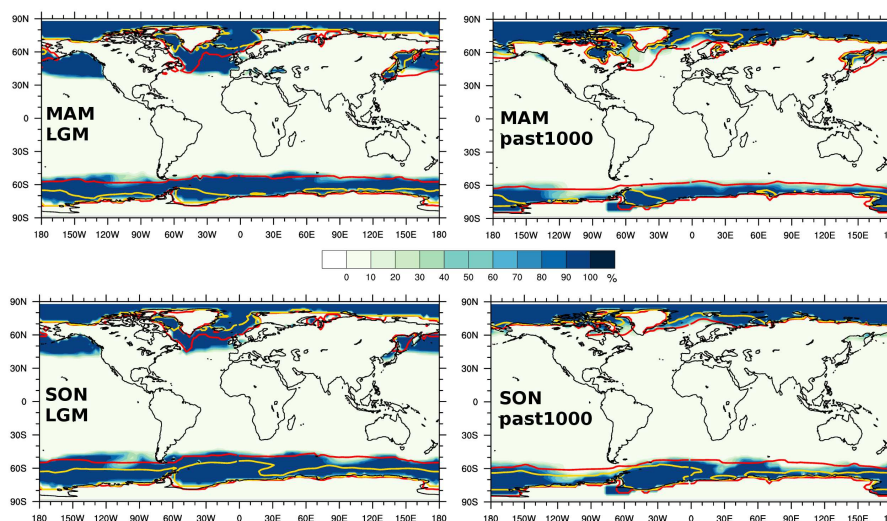 90N 90N
60N 60N
30N 30N
0 0
30S 30S
60S 60S
90S 90S
MAM MAM
LGM past1000
180 150W 120W 90W 60W 30W 0 30E 60E 90E 120E 150E 180 180 150W 120W 90W 60W 30W 0 30E 60E 90E 120E 150E
0 10 20 30 40 50 60 70 80 90 100 %
90N 90N
60N 60N
30N 30N
0 0
30S 30S
60S 60S
90S 90S
SON SON
LGM past1000
180 150W 120W 90W 60W 30W 0 30E 60E 90E 120E 150E 180 180 150W 120W 90W 60W 30W 0 30E 60E 90E 120E 150E